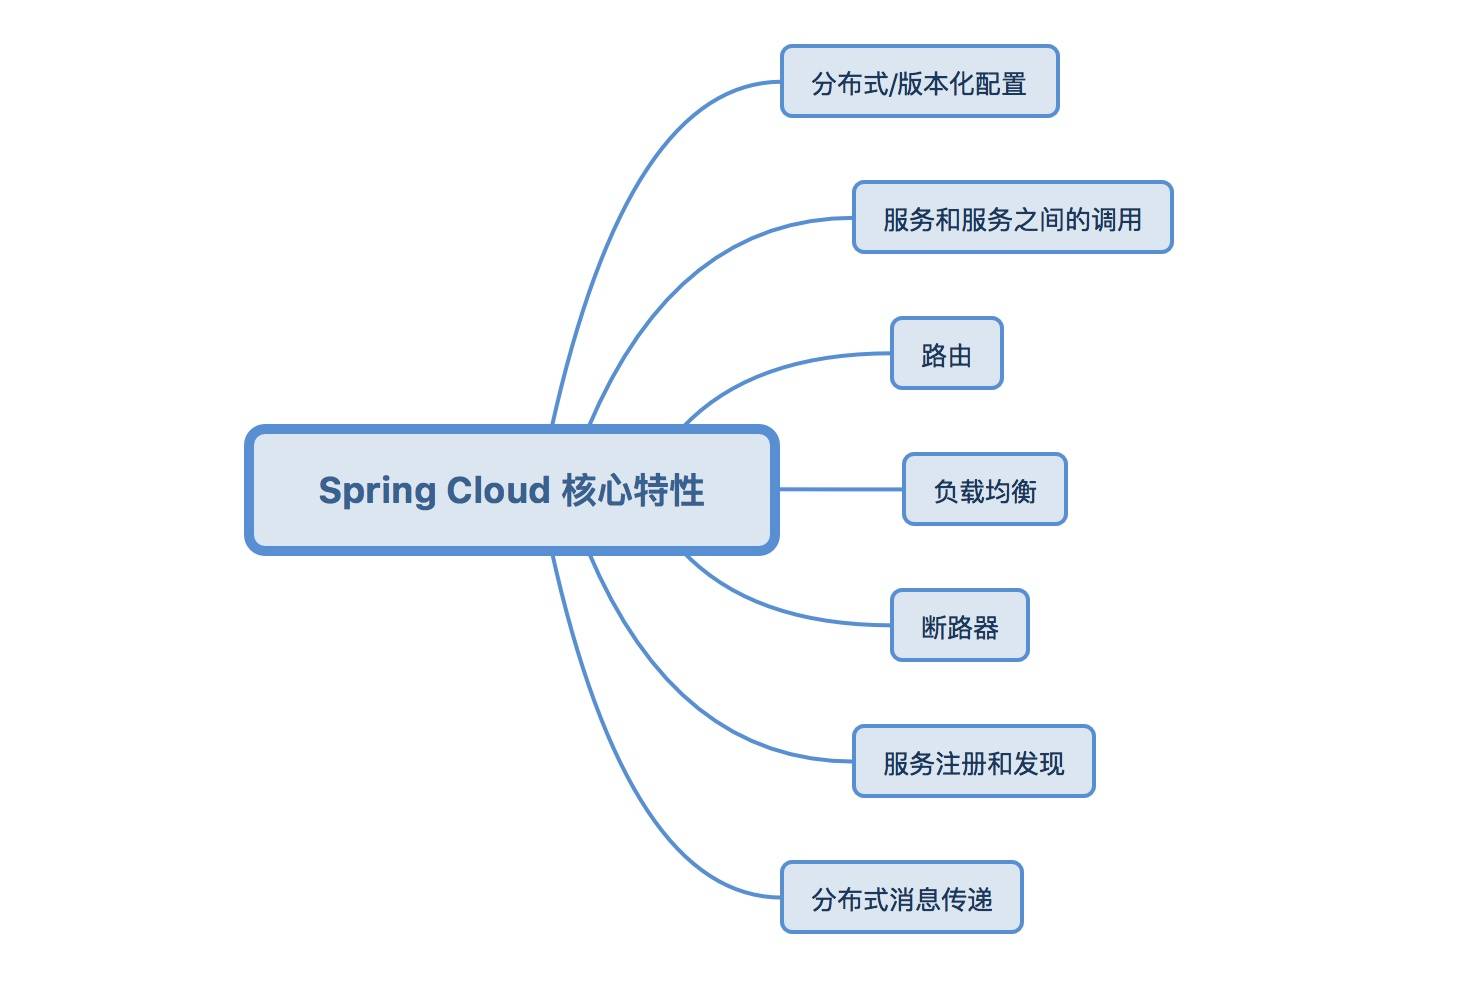 分布式/版本化配置
服务和服务之间的调用
路由
Spring Cloud 核心特性
负载均衡
断路器
服务注册和发现
分布式消息传递